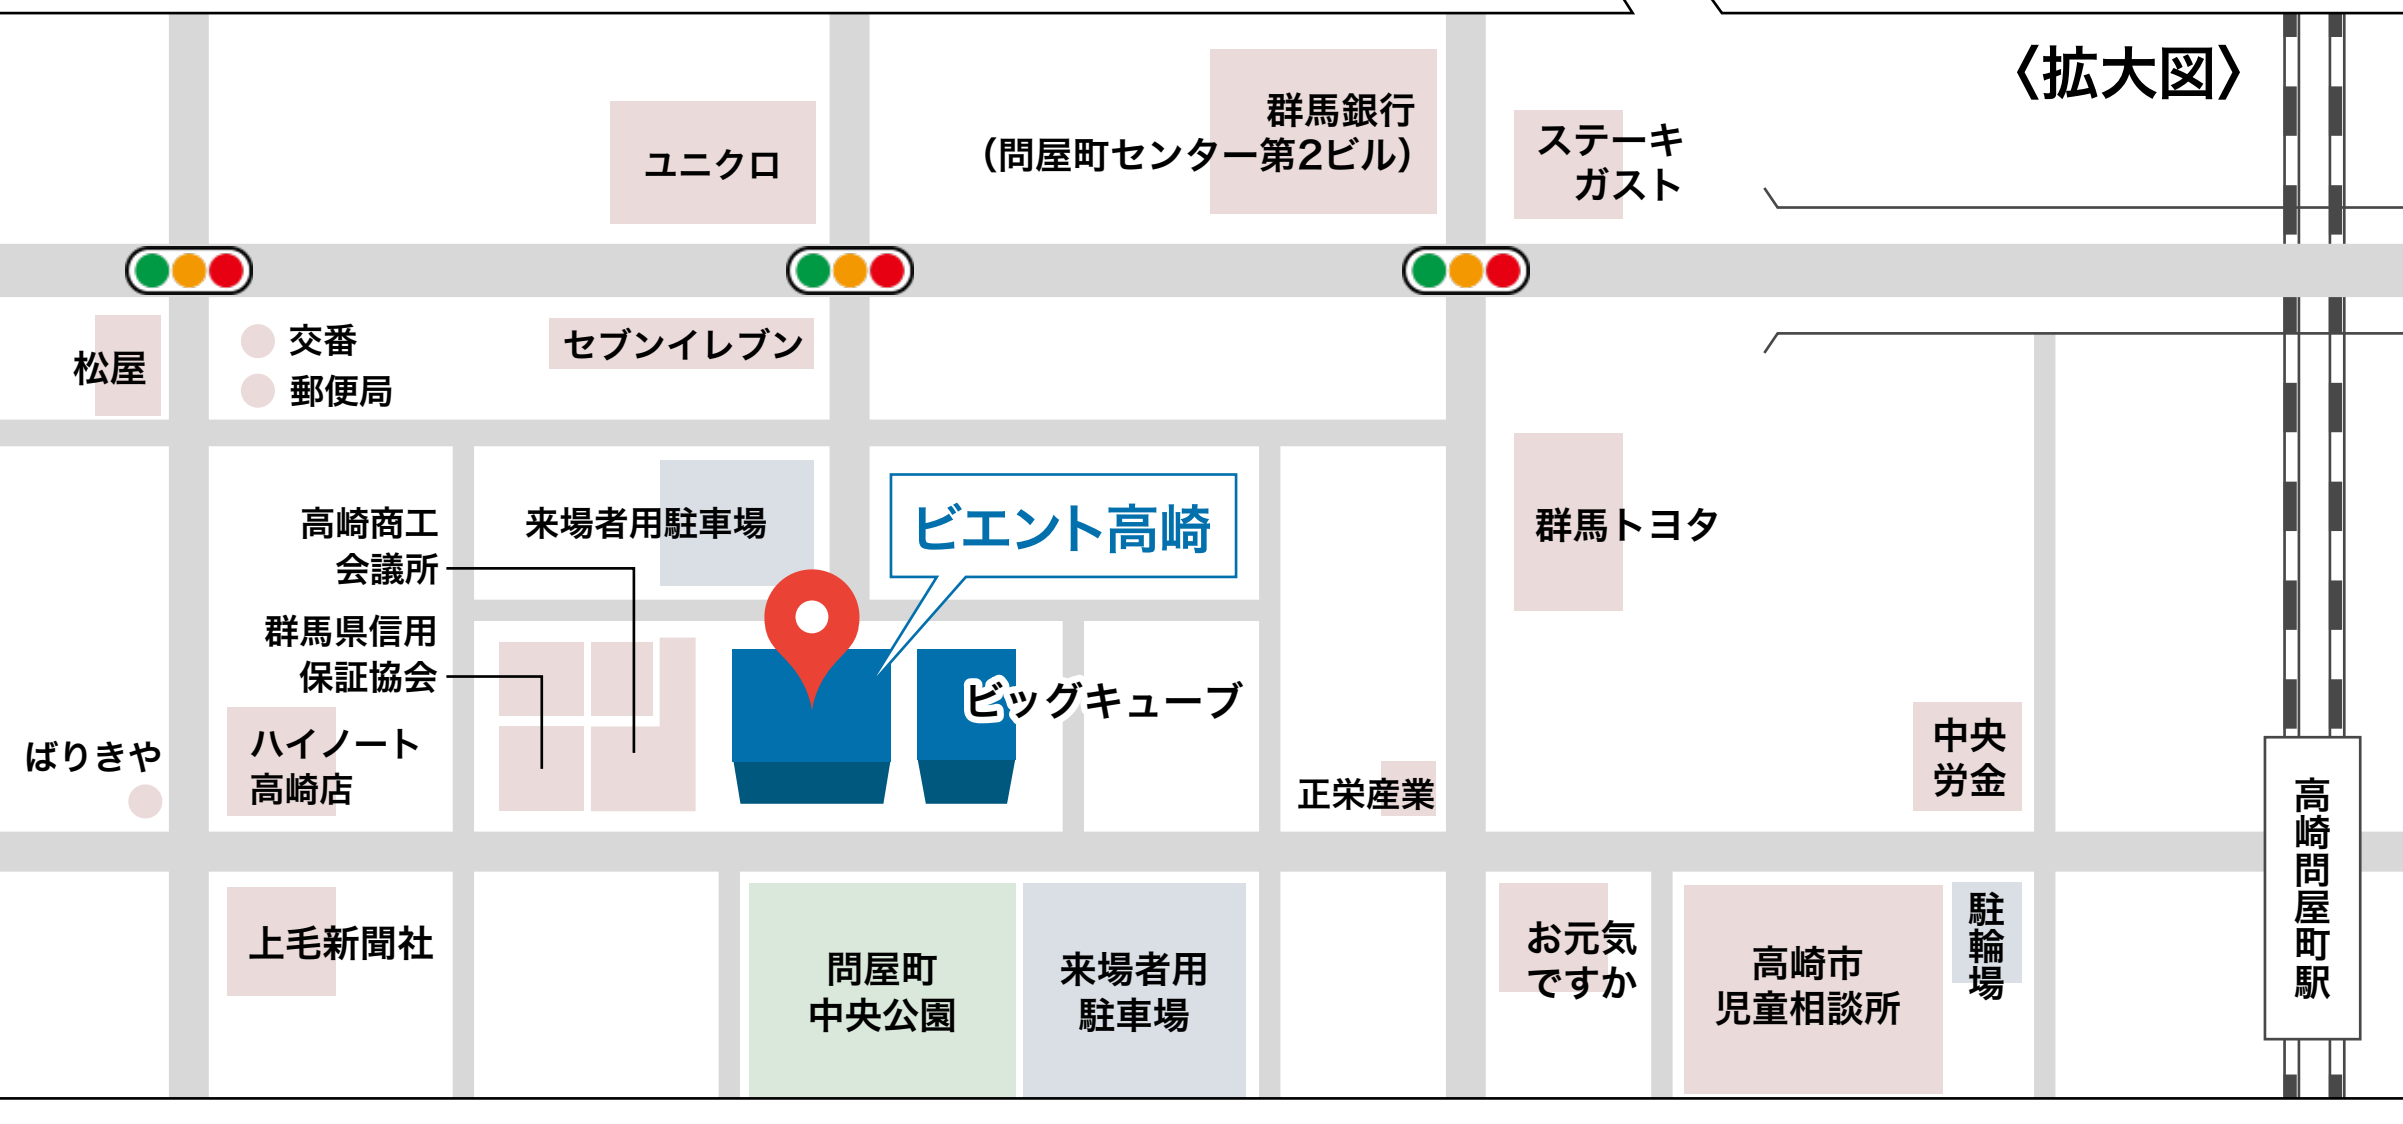 〈拡大図〉
ユニクロ
群馬銀行
（問屋町センター第2ビル）
ステーキ
ガスト
松屋
交番
郵便局
セブンイレブン
高崎商工
会議所
来場者用駐車場
ビエント高崎
群馬トヨタ
群馬県信用
保証協会
ビッグキューブ
ばりきや
ハイノート
高崎店
正栄産業
中央
労金
高崎問屋町駅
上毛新聞社
問屋町
中央公園
来場者用
駐車場
お元気
ですか
高崎市
児童相談所
駐輪場